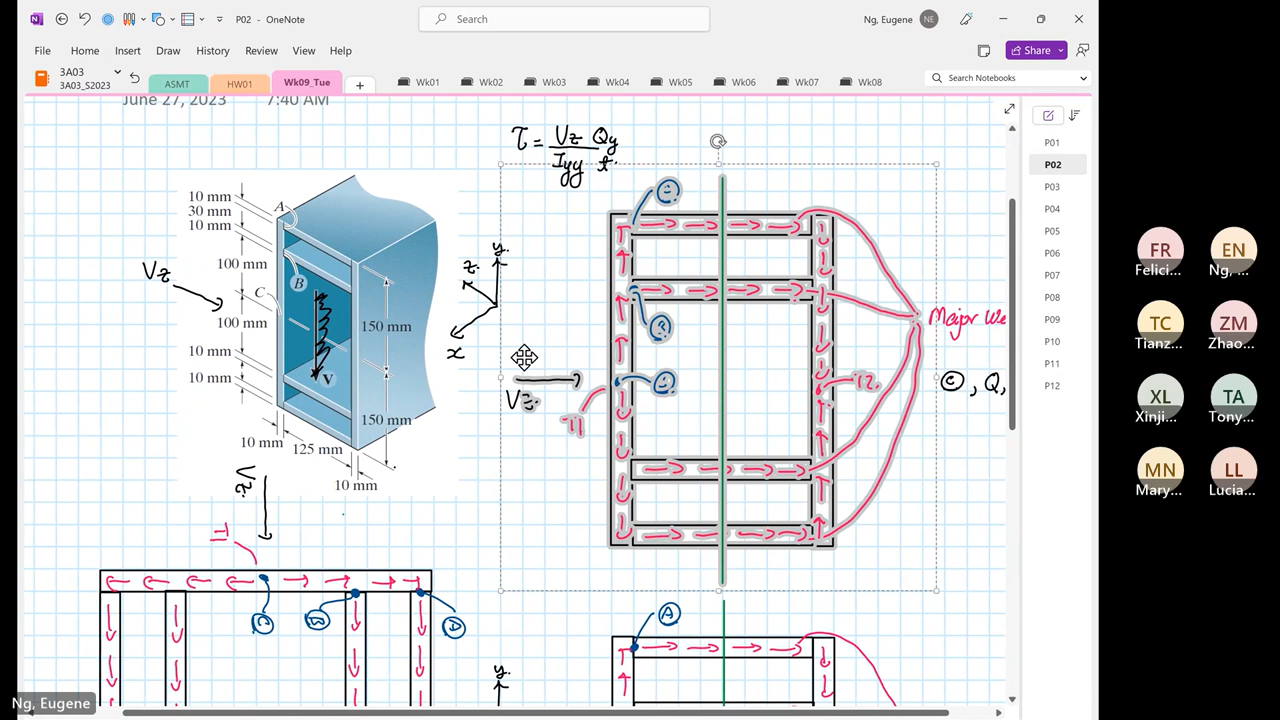 P02 - OneNote
Search
Ng, Eugene
NE
File
Home
Insert
Draw
History
Review
View
Help
Share
3A03
3A03_S2023
ASMT
HW01
Wk09_Tue
+
Wk01
Wk02
Wk03
Wk04
Wk05
Wk06
Wk07
Wk08
Search Notebooks
June 27, 2023
7:40 AM
τ = Vz Qy
Iyy t
10 mm
30 mm
10 mm
100 mm
100 mm
10 mm
10 mm
10 mm
125 mm
10 mm
150 mm
150 mm
A
B
C
V
Vz
y
z
x
Vz
Major We
C, Q,
Vz
C
B
A
y
A
P01
P02
P03
P04
P05
P06
P07
P08
P09
P10
P11
P12
FR
Felici...
EN
Ng, ...
TC
Tianz...
ZM
Zhao...
XL
Xinji...
TA
Tony...
MN
Mary...
LL
Lucia...
Ng, Eugene